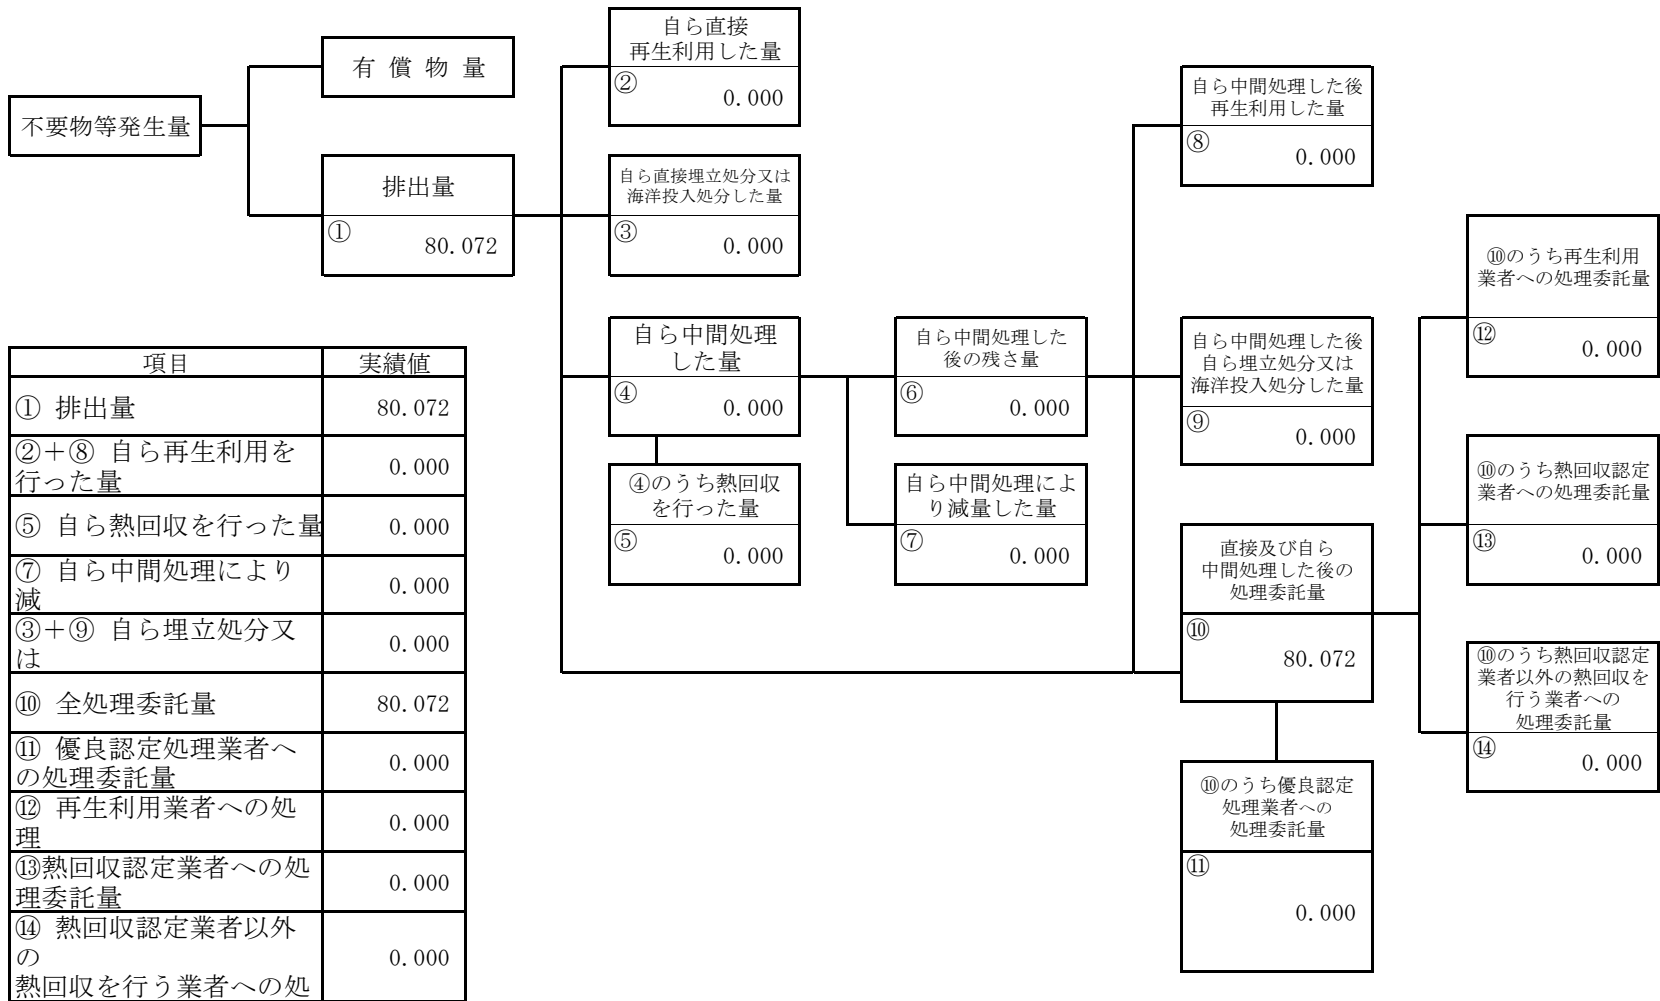 不要物等発生量
有 償 物 量
排出量
①
80.072
自ら直接
再生利用した量
②
0.000
自ら直接埋立処分又は
海洋投入処分した量
③
0.000
自ら中間処理
した量
④
0.000
④のうち熱回収
を行った量
⑤
0.000
自ら中間処理した
後の残さ量
⑥
0.000
自ら中間処理によ
り減量した量
⑦
0.000
自ら中間処理した後
再生利用した量
⑧
0.000
自ら中間処理した後
自ら埋立処分又は
海洋投入処分した量
⑨
0.000
直接及び自ら
中間処理した後の
処理委託量
⑩
80.072
⑩のうち優良認定
処理業者への
処理委託量
⑪
0.000
⑩のうち再生利用
業者への処理委託量
⑫
0.000
⑩のうち熱回収認定
業者への処理委託量
⑬
0.000
⑩のうち熱回収認定
業者以外の熱回収を
行う業者への
処理委託量
⑭
0.000
項目 実績値
① 排出量 80.072
②＋⑧ 自ら再生利用を
行った量 0.000
⑤ 自ら熱回収を行った量 0.000
⑦ 自ら中間処理により
減 0.000
③＋⑨ 自ら埋立処分又
は 0.000
⑩ 全処理委託量 80.072
⑪ 優良認定処理業者へ
の処理委託量 0.000
⑫ 再生利用業者への処
理 0.000
⑬熱回収認定業者への処
理委託量 0.000
⑭ 熱回収認定業者以外
の 0.000
熱回収を行う業者への処